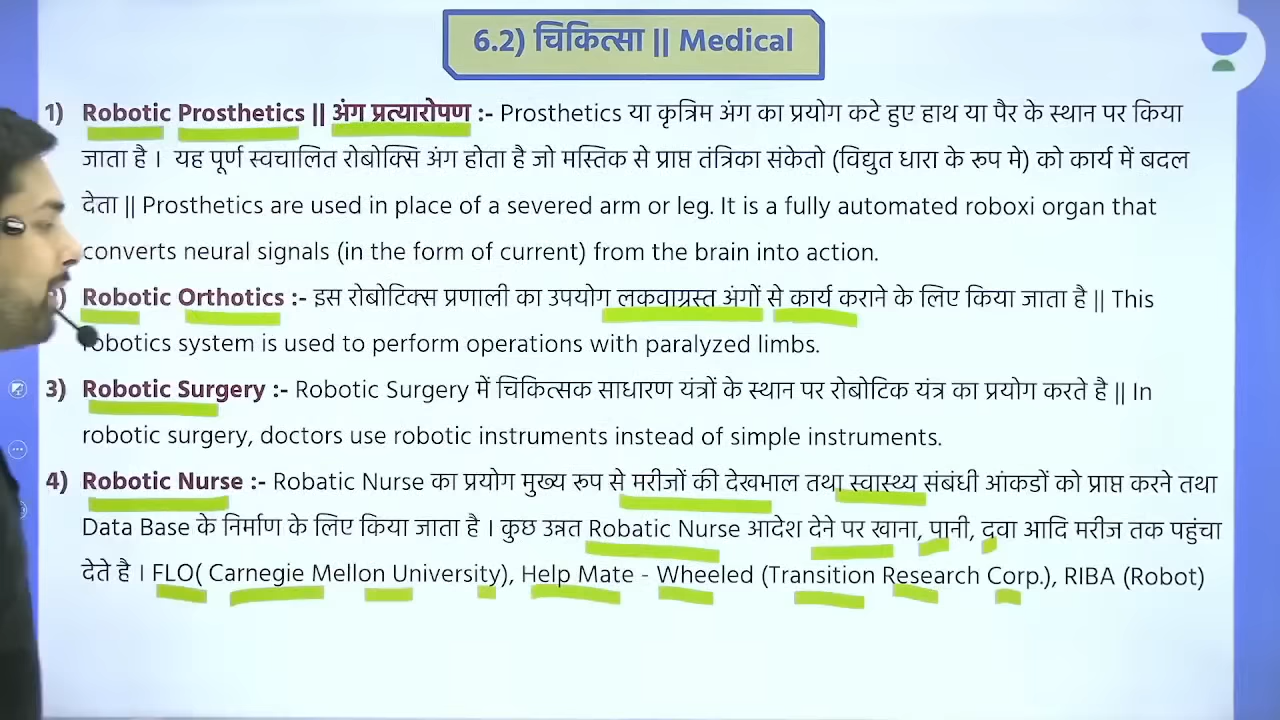 6.2) चिकित्सा || Medical
1) Robotic Prosthetics || अंग प्रत्यारोपण :- Prosthetics या कृत्रिम अंग का प्रयोग कटे हुए हाथ या पैर के स्थान पर किया
जाता है । यह पूर्ण स्वचालित रोबोक्सि अंग होता है जो मस्तिक से प्राप्त तंत्रिका संकेतो (विद्युत धारा के रूप मे) को कार्य में बदल
देता || Prosthetics are used in place of a severed arm or leg. It is a fully automated roboxi organ that
converts neural signals (in the form of current) from the brain into action.
) Robotic Orthotics :- इस रोबोटिक्स प्रणाली का उपयोग लकवाग्रस्त अंगों से कार्य कराने के लिए किया जाता है || This
robotics system is used to perform operations with paralyzed limbs.
3) Robotic Surgery :- Robotic Surgery में चिकित्सक साधारण यंत्रों के स्थान पर रोबोटिक यंत्र का प्रयोग करते है || In
robotic surgery, doctors use robotic instruments instead of simple instruments.
4) Robotic Nurse :- Robatic Nurse का प्रयोग मुख्य रूप से मरीजों की देखभाल तथा स्वास्थ्य संबंधी आंकडों को प्राप्त करने तथा
Data Base के निर्माण के लिए किया जाता है । कुछ उन्नत Robatic Nurse आदेश देने पर खाना, पानी, दवा आदि मरीज तक पहुंचा
देते है । FLO( Carnegie Mellon University), Help Mate - Wheeled (Transition Research Corp.), RIBA (Robot)